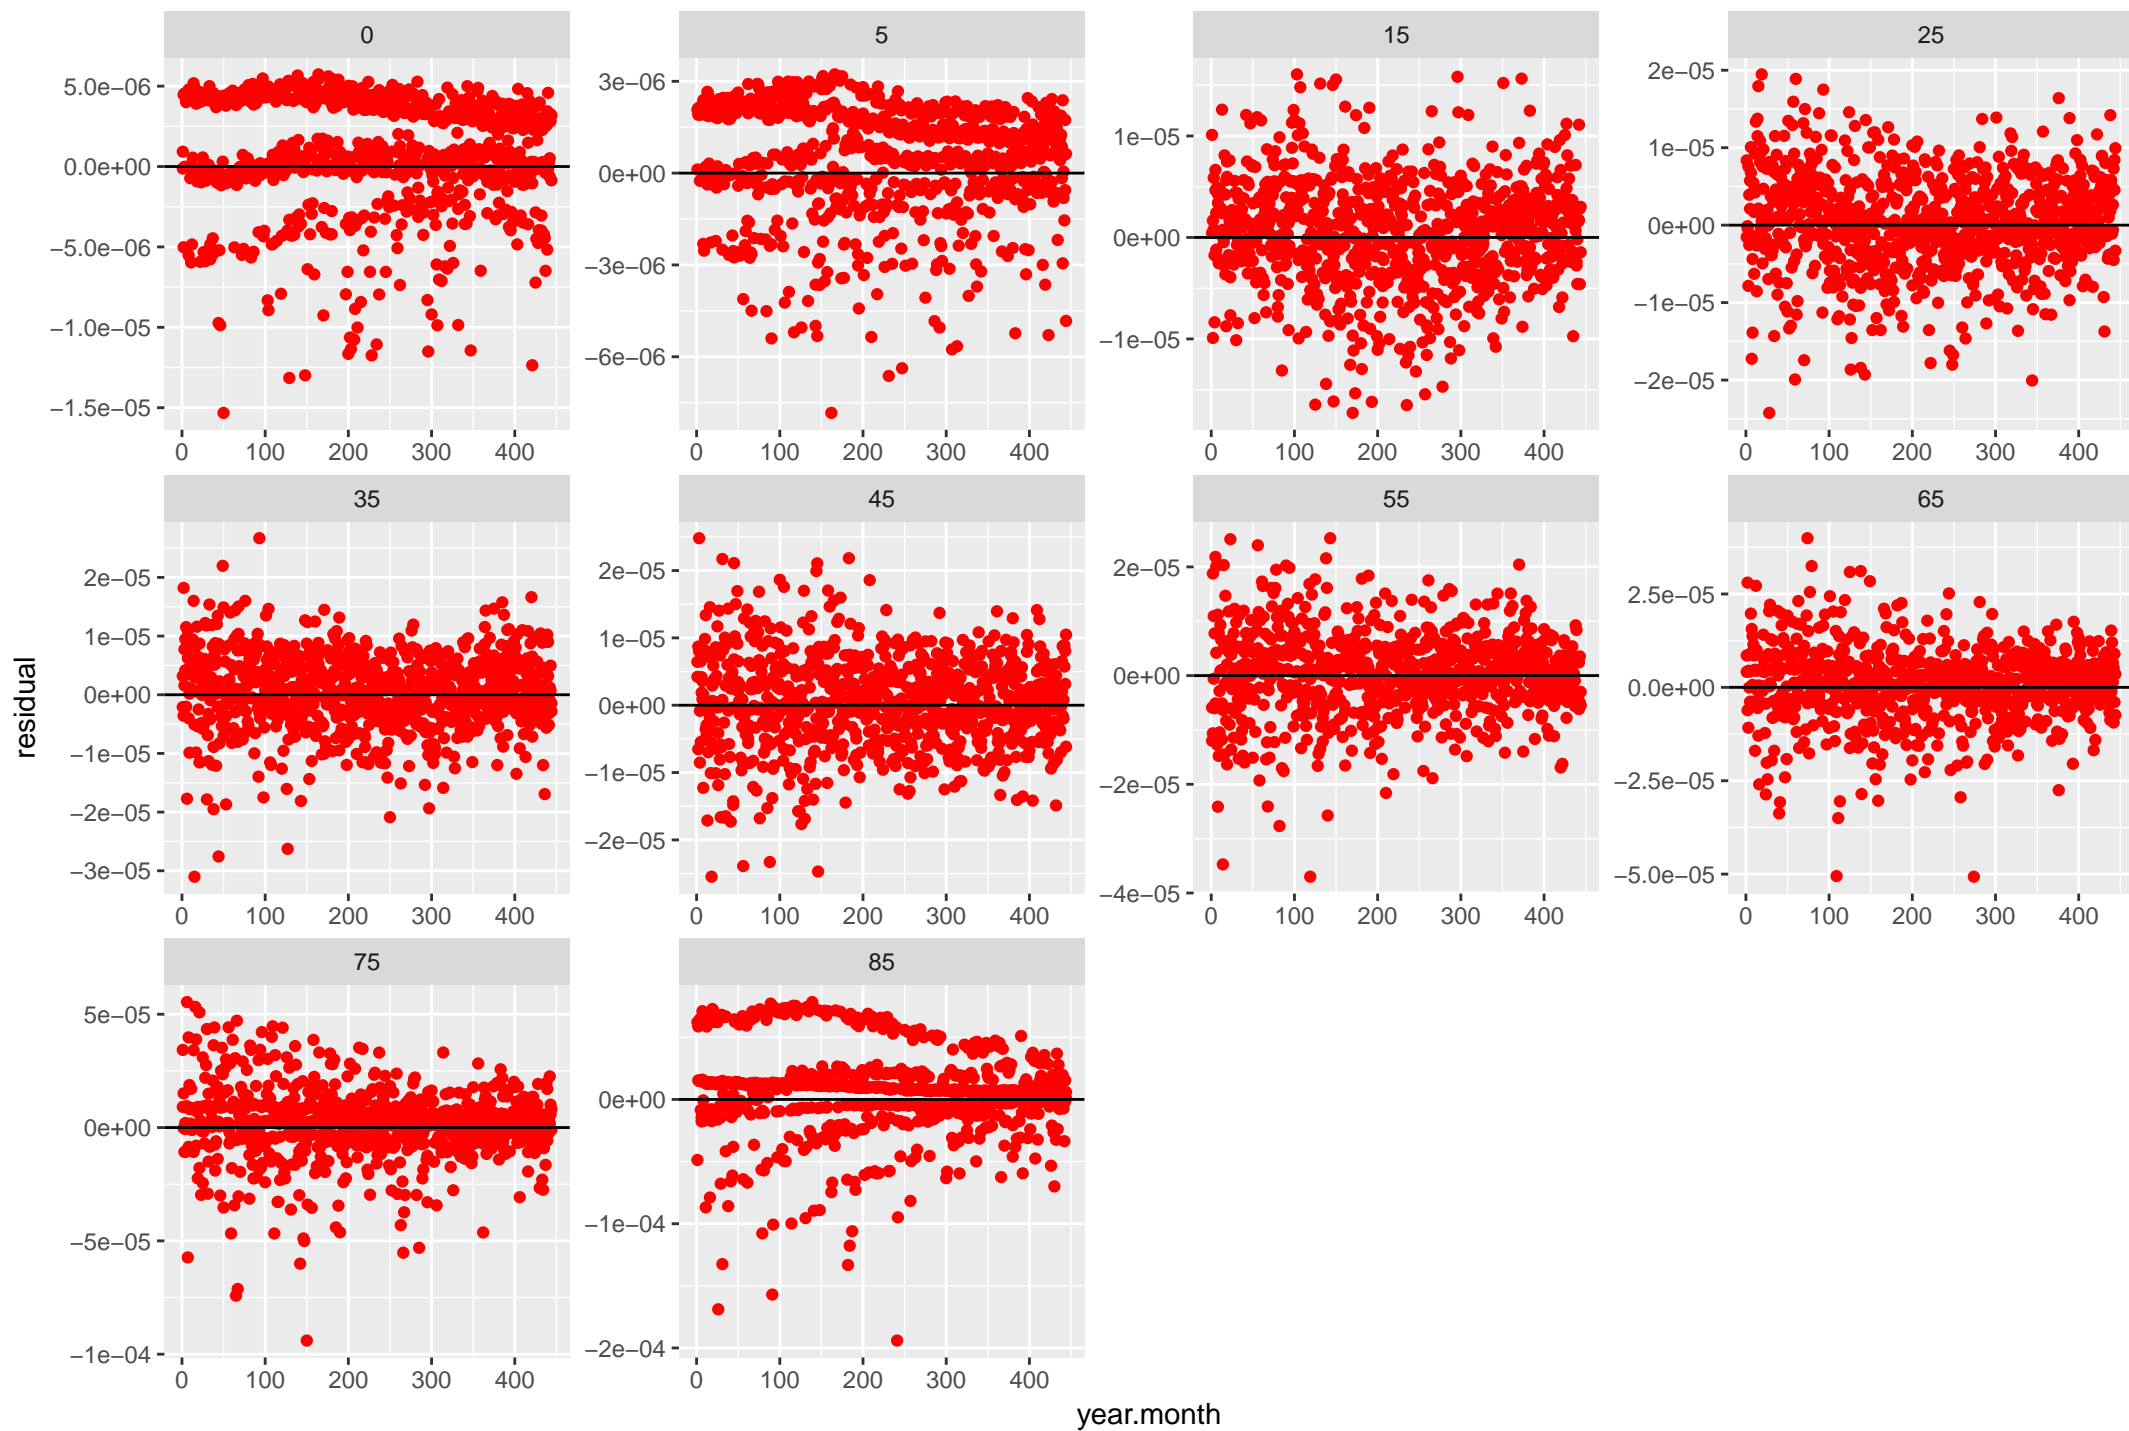 0 5 15 25
5.0e−06
0.0e+00
−5.0e−06
−1.0e−05
−1.5e−05
0 100 200 300 400
3e−06
0e+00
−3e−06
−6e−06
0 100 200 300 400
1e−05
0e+00
−1e−05
0 100 200 300 400
2e−05
1e−05
0e+00
−1e−05
−2e−05
0 100 200 300 400
35 45 55 65
2e−05
1e−05
0e+00
−1e−05
−2e−05
−3e−05
0 100 200 300 400
2e−05
1e−05
0e+00
−1e−05
−2e−05
0 100 200 300 400
2e−05
0e+00
−2e−05
−4e−05
0 100 200 300 400
2.5e−05
0.0e+00
−2.5e−05
−5.0e−05
0 100 200 300 400
75 85
5e−05
0e+00
−5e−05
−1e−04
0 100 200 300 400
0e+00
−1e−04
−2e−04
0 100 200 300 400
residual
year.month